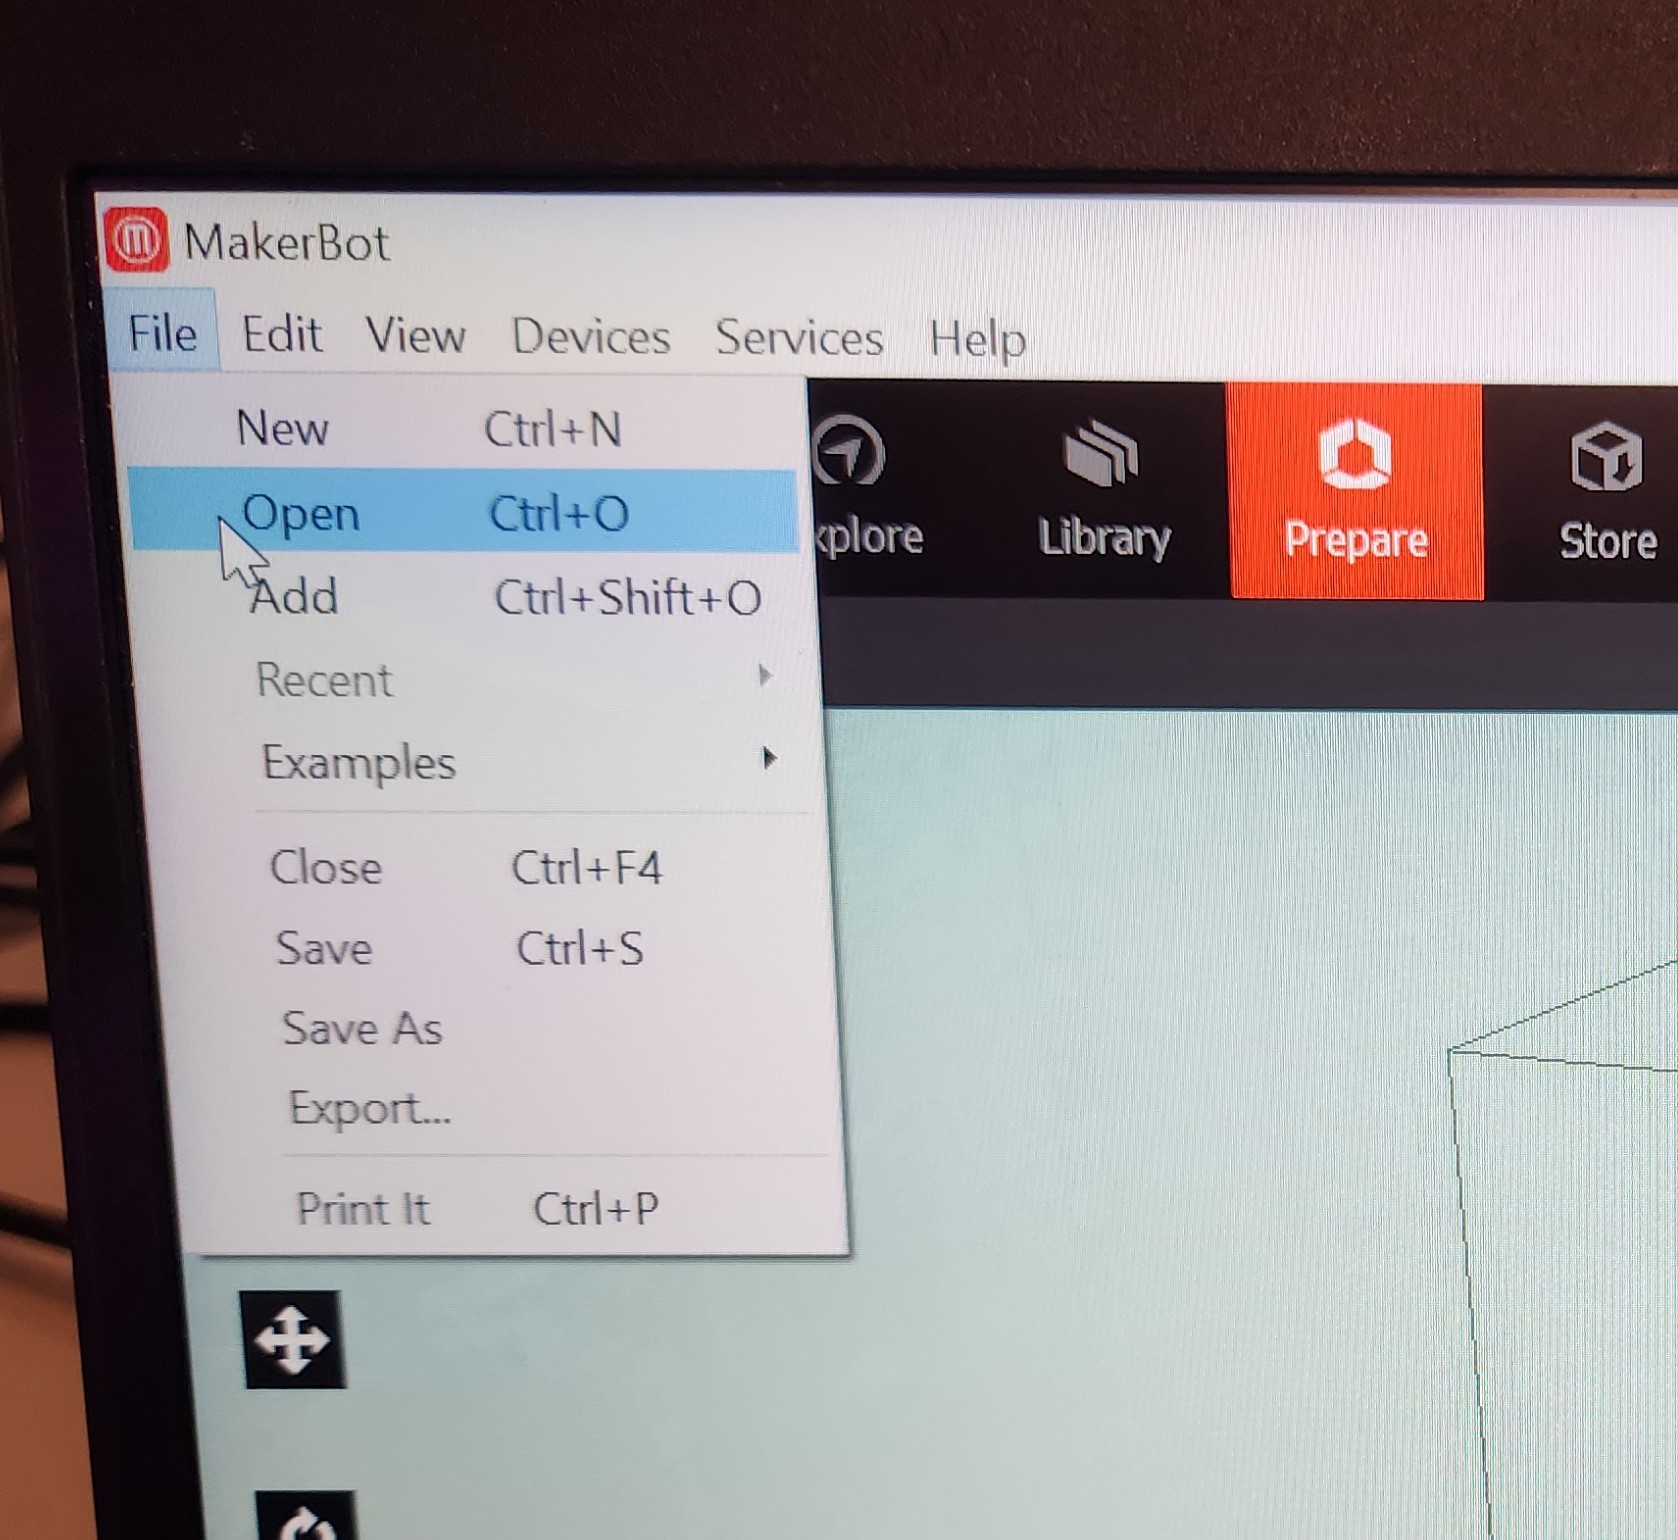 MakerBot
File Edit View Devices Services Help
New Ctrl+N
Open Ctrl+O
Add Ctrl+Shift+O
Recent
Examples
Close Ctrl+F4
Save Ctrl+S
Save As
Export...
Print It Ctrl+P
xplore Library Prepare Store